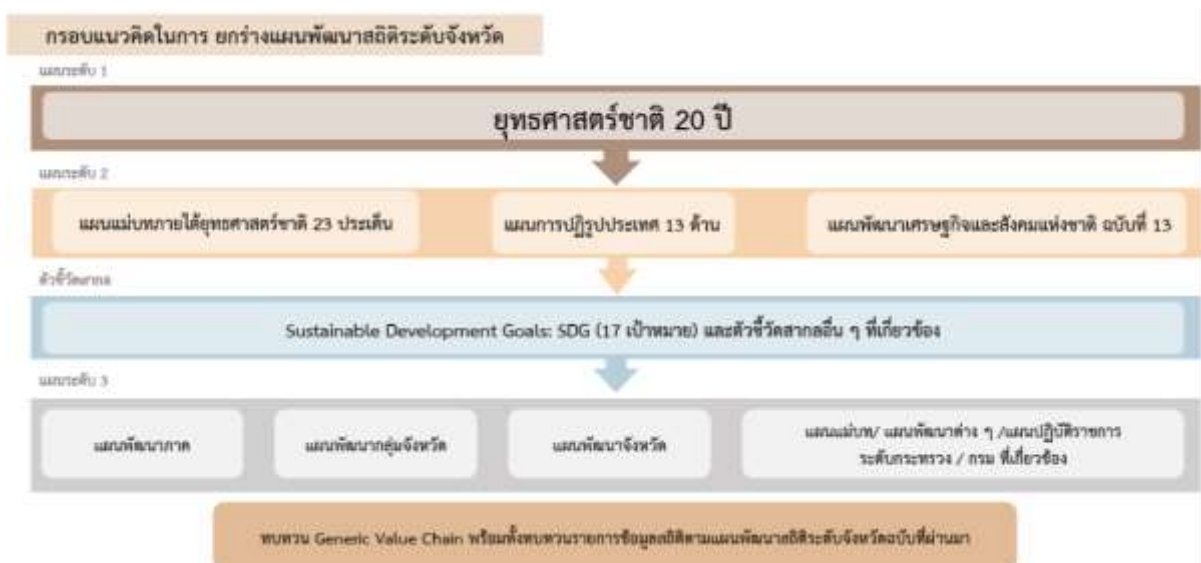 กรอบแนวคิดในการ ยกร่างแผนพัฒนาสถิติระดับจังหวัด
แผนระดับ 1
ยุทธศาสตร์ชาติ 20 ปี
แผนระดับ 2
แผนแม่บทภายใต้ยุทธศาสตร์ชาติ 23 ประเด็น
แผนการปฏิรูปประเทศ 13 ด้าน
แผนพัฒนาเศรษฐกิจและสังคมแห่งชาติ ฉบับที่ 13
ตัวชี้วัดสากล
Sustainable Development Goals: SDG (17 เป้าหมาย) และตัวชี้วัดสากลอื่น ๆ ที่เกี่ยวข้อง
แผนระดับ 3
แผนพัฒนาภาค
แผนพัฒนากลุ่มจังหวัด
แผนพัฒนาจังหวัด
แผนแม่บท/ แผนพัฒนาต่าง ๆ /แผนปฏิบัติราชการ
ระดับกระทรวง / กรม ที่เกี่ยวข้อง
ทบทวน Generic Value Chain พร้อมทั้งทบทวนรายการข้อมูลสถิติตามแผนพัฒนาสถิติระดับจังหวัดฉบับที่ผ่านมา